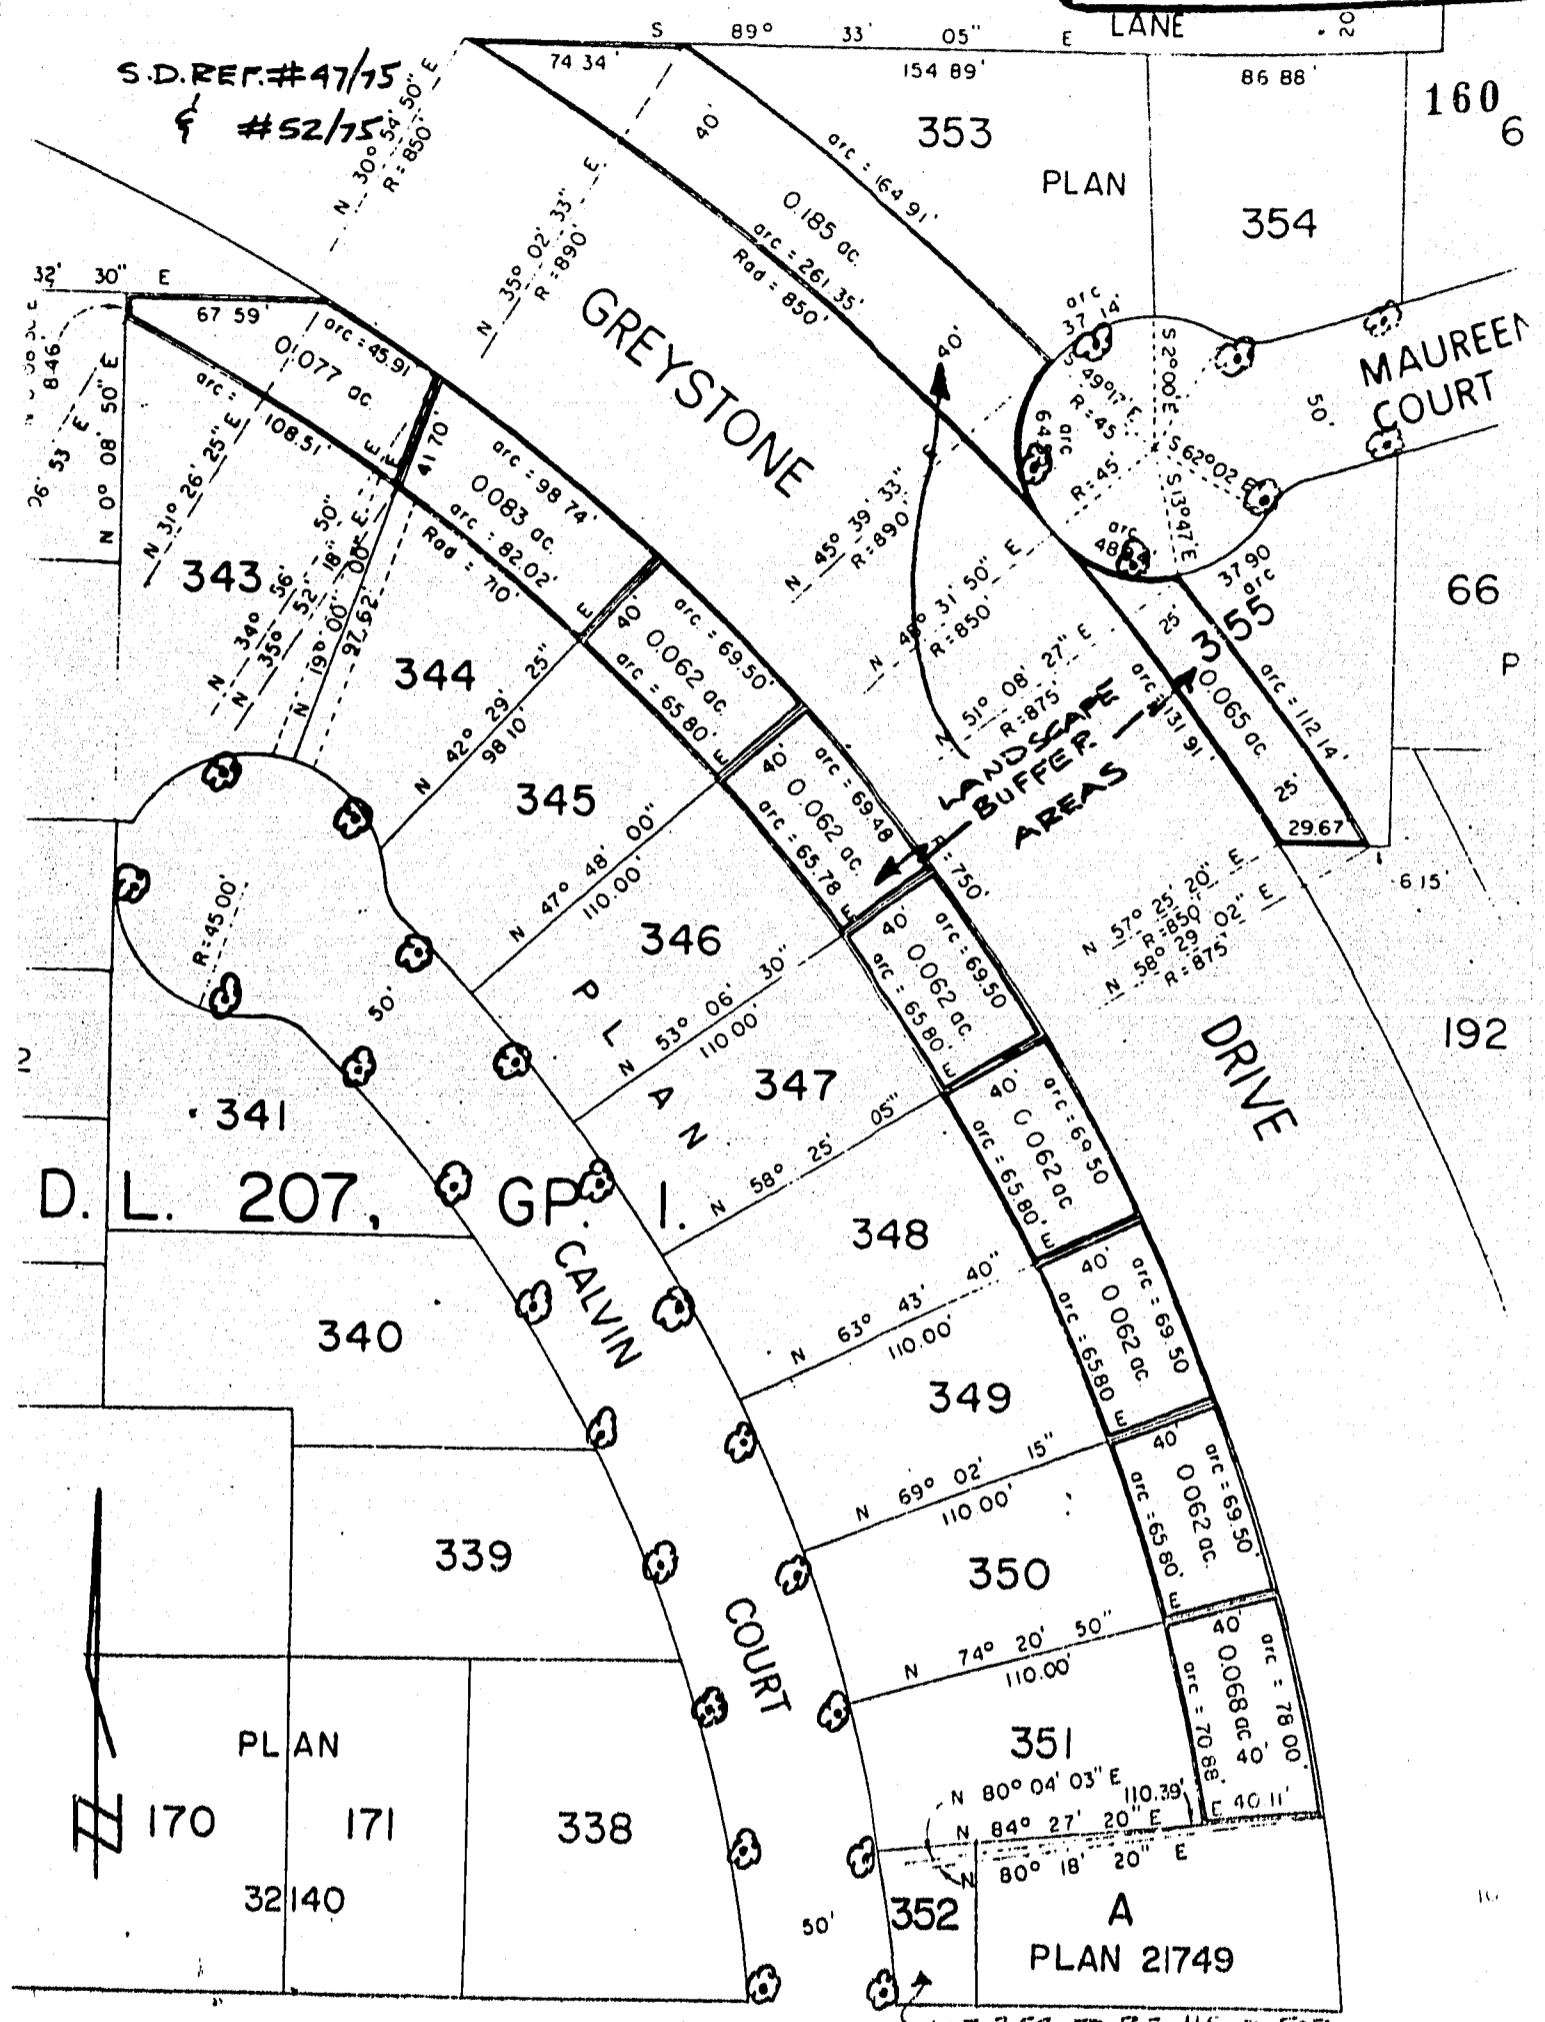 S 89° 33' 05" E LANE 20'
S.D. REF. #47/75
& #52/75
74 34'
154 89'
86 88'
160
6
353
PLAN
354
N 30° 54' 50" E
R = 850'
40'
arc = 164 91'
0.185 ac.
arc = 261.35'
Rad = 850'
N 35° 02' 33" E
R = 890'
32' 30" E
67 59'
8.46'
arc = 45.91'
0.077 ac.
arc = 108.51'
N 0° 08' 50" E
N 31° 26' 25" E
GREYSTONE
40'
arc
37 14'
S 2°00' E
S 49°17' E
R = 45'
arc
R = 45'
S 62°02' E
S 13°47' E
50'
MAUREEN
COURT
41 70'
arc = 98 74'
0.083 ac.
arc = 82.02'
Rad = 710'
343
N 34° 56' 50" E
N 35° 52' 18" E
N 19° 00' 00" E
97.62'
344
N 42° 29' 25" E
98 10'
N 45° 39' 33" E
R = 890'
N 48° 31' 50" E
R = 850'
N 51° 08' 27" E
R = 875'
arc
37 90
arc
25'
355
66
P
arc = 69.50'
40'
0.062 ac.
arc = 65 80'
LANDSCAPE
BUFFER
AREAS
arc = 131 91'
0.065 ac.
arc = 112 14'
25'
29.67
6 15'
345
N 47° 48' 00" E
110.00'
arc = 69.48
40'
0.062 ac.
arc = 65.78
R = 750'
R = 45 00'
346
N 53° 06' 30" E
110 00'
40'
arc = 69.50
0.062 ac.
arc = 65.80'
N 57° 25' 20" E
R = 850'
N 58° 29' 02" E
R = 875'
192
DRIVE
50'
PLAN
347
N 58° 25' 05" E
110.00'
40'
arc = 69 50
0.062 ac
arc = 65.80'
2
341
D. L. 207, GP. I.
348
N 63° 43' 40" E
110.00'
40'
arc = 69.50
0.062 ac.
arc = 65 80
CALVIN
340
349
N 69° 02' 15" E
110.00'
40'
arc = 69.50'
0.062 ac.
arc = 65 80'
339
350
N 74° 20' 50" E
110.00'
COURT
40'
arc = 78 00'
0.068 ac
arc = 70 88'
40'
E 40 11'
PLAN
170
171
338
351
N 80° 04' 03" E
110.39'
N 84° 27' 20" E
N 80° 18' 20" E
32140
50'
352
A
PLAN 21749